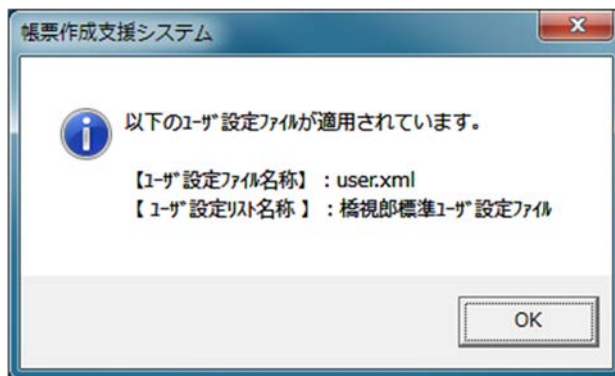 帳票作成支援システム
以下のﾕｰｻﾞ設定ﾌｧｲﾙが適用されています。
【ﾕｰｻﾞ設定ﾌｧｲﾙ名称】：user.xml
【 ﾕｰｻﾞ設定ﾘｽﾄ名称 】：橋視郎標準ﾕｰｻﾞ設定ﾌｧｲﾙ
OK